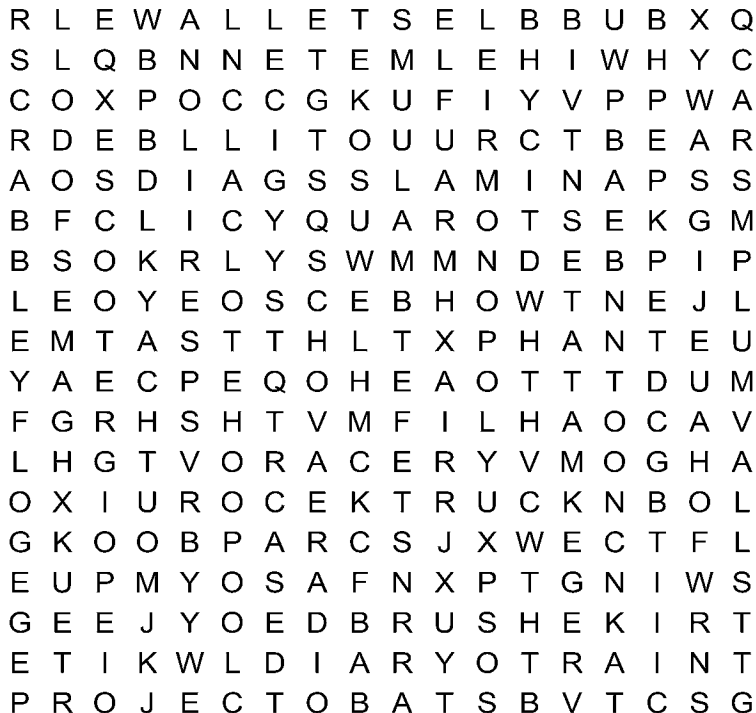 R L E W A L L E T S E L B B U B X Q
S L Q B N N E T E M L E H I W H Y C
C O X P O C C G K U F I Y V P P W A
R D E B L L I T O U U R C T B E A R
A O S D I A G S S L A M I N A P S S
B F C L I C Y Q U A R O T S E K G M
B S O K R L Y S W M M N D E B P I P
L E O Y E O S C E B H O W T N E J L
E M T A S T T H L T X P H A N T E U
Y A E C P E Q O H E A O T T T D U M
F G R H S H T V M F I L H A O C A V
L H G T V O R A C E R Y V M O G H A
O X I U R O C E K T R U C K N B O L
G K O O B P A R C S J X W E C T F L
E U P M Y O S A F N X P T G N I W S
G E E J Y O E D B R U S H E K I R T
E T I K W L D I A R Y O T R A I N T
P R O J E C T O B A T S B V T C S G